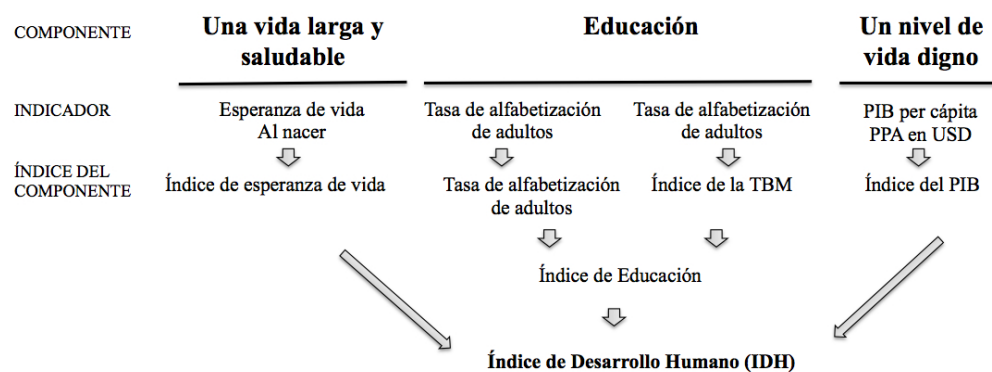 COMPONENTE
Una vida larga y
saludable
Educación
Un nivel de
vida digno
INDICADOR
Esperanza de vida
Al nacer
Tasa de alfabetización
de adultos
Tasa de alfabetización
de adultos
PIB per cápita
PPA en USD
ÍNDICE DEL
COMPONENTE
Índice de esperanza de vida
Tasa de alfabetización
de adultos
Índice de la TBM
Índice del PIB
Índice de Educación
Índice de Desarrollo Humano (IDH)